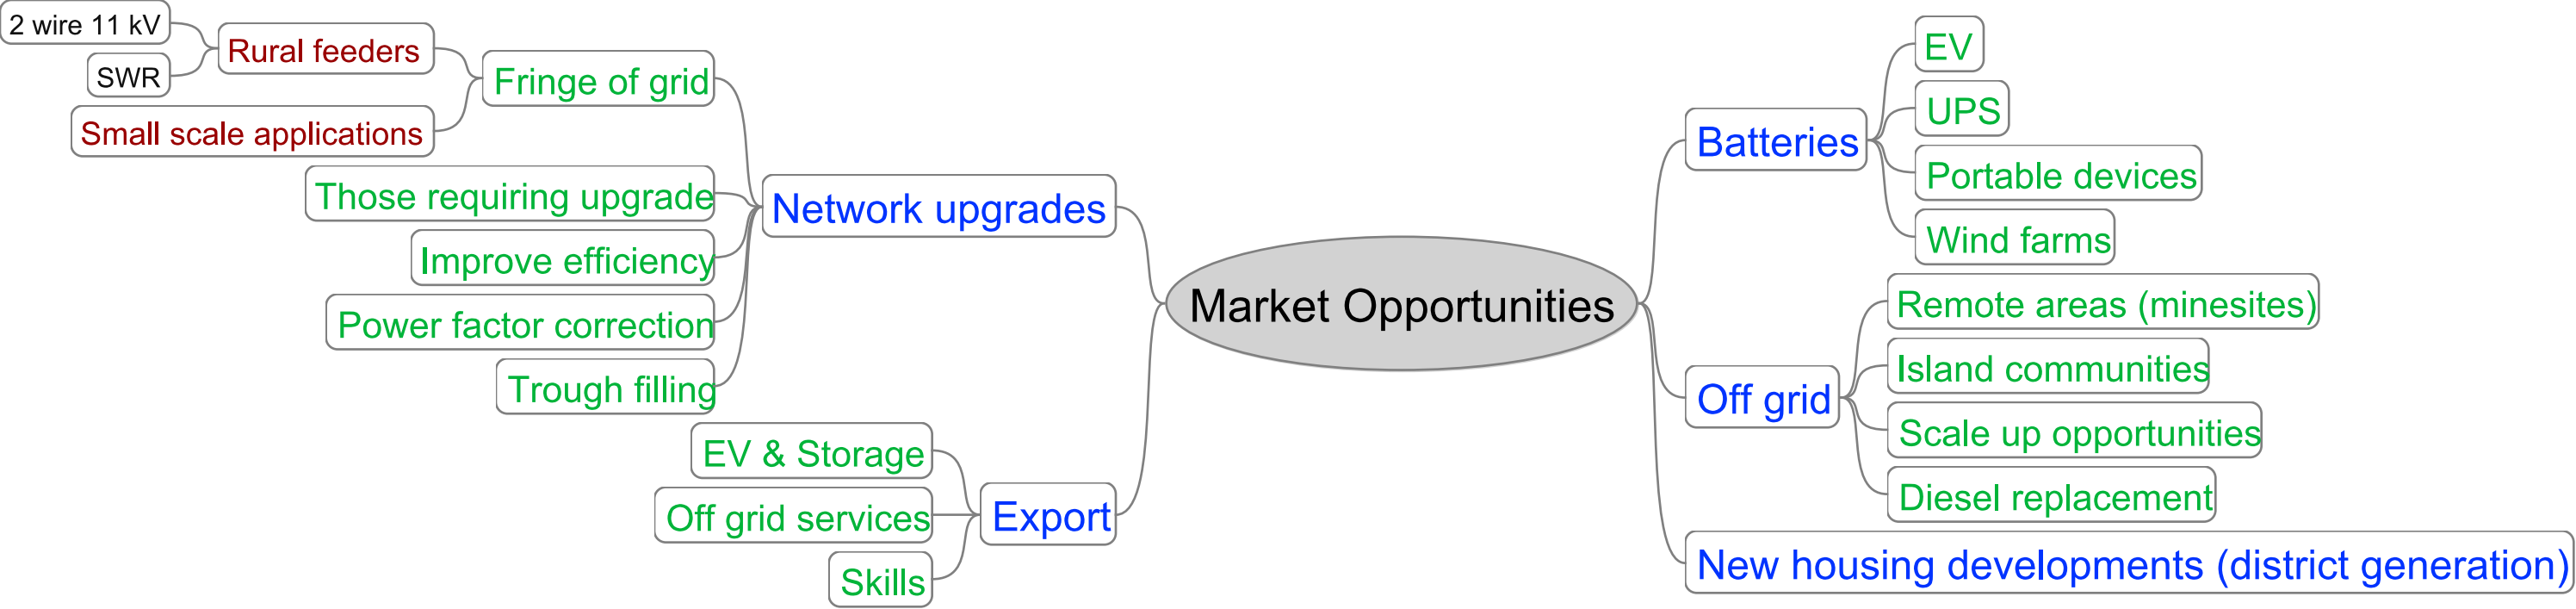 2 wire 11 kV
SWR
Rural feeders
Small scale applications
Fringe of grid
Those requiring upgrade
Improve efficiency
Power factor correction
Trough filling
Network upgrades
EV & Storage
Off grid services
Skills
Export
Market Opportunities
Batteries
EV
UPS
Portable devices
Wind farms
Off grid
Remote areas (minesites)
Island communities
Scale up opportunities
Diesel replacement
New housing developments (district generation)